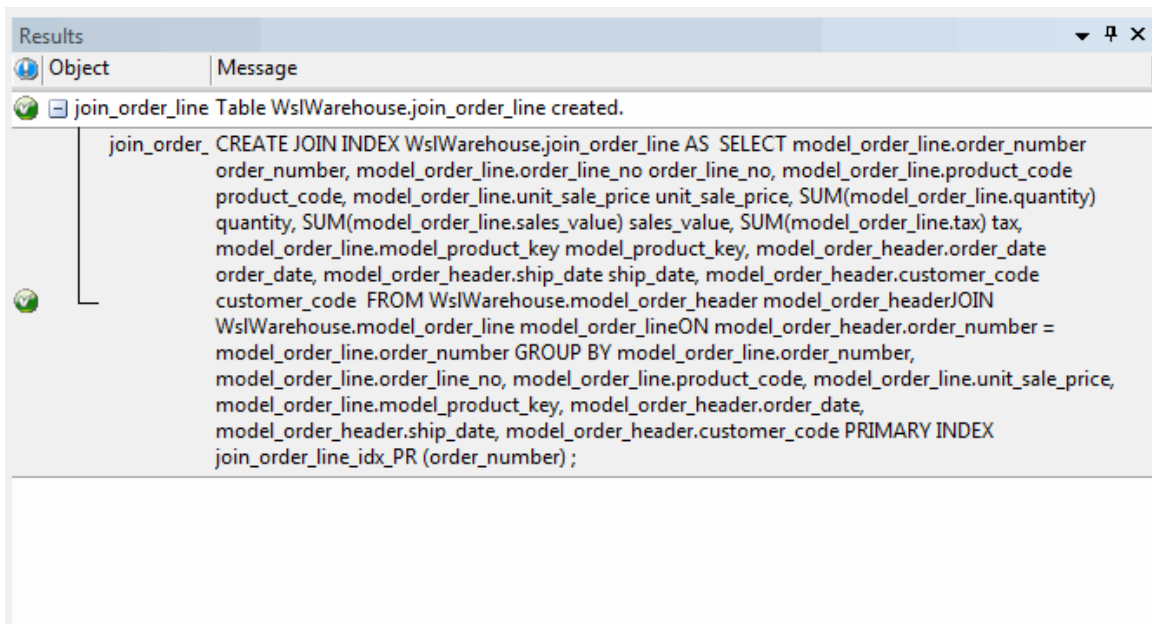 Results
Object Message
join_order_line Table WslWarehouse.join_order_line created.
join_order_ CREATE JOIN INDEX WslWarehouse.join_order_line AS  SELECT model_order_line.order_number
order_number, model_order_line.order_line_no order_line_no, model_order_line.product_code
product_code, model_order_line.unit_sale_price unit_sale_price, SUM(model_order_line.quantity)
quantity, SUM(model_order_line.sales_value) sales_value, SUM(model_order_line.tax) tax,
model_order_line.model_product_key model_product_key, model_order_header.order_date
order_date, model_order_header.ship_date ship_date, model_order_header.customer_code
customer_code  FROM WslWarehouse.model_order_header model_order_headerJOIN
WslWarehouse.model_order_line model_order_lineON model_order_header.order_number =
model_order_line.order_number GROUP BY model_order_line.order_number,
model_order_line.order_line_no, model_order_line.product_code, model_order_line.unit_sale_price,
model_order_line.model_product_key, model_order_header.order_date,
model_order_header.ship_date, model_order_header.customer_code PRIMARY INDEX
join_order_line_idx_PR (order_number) ;